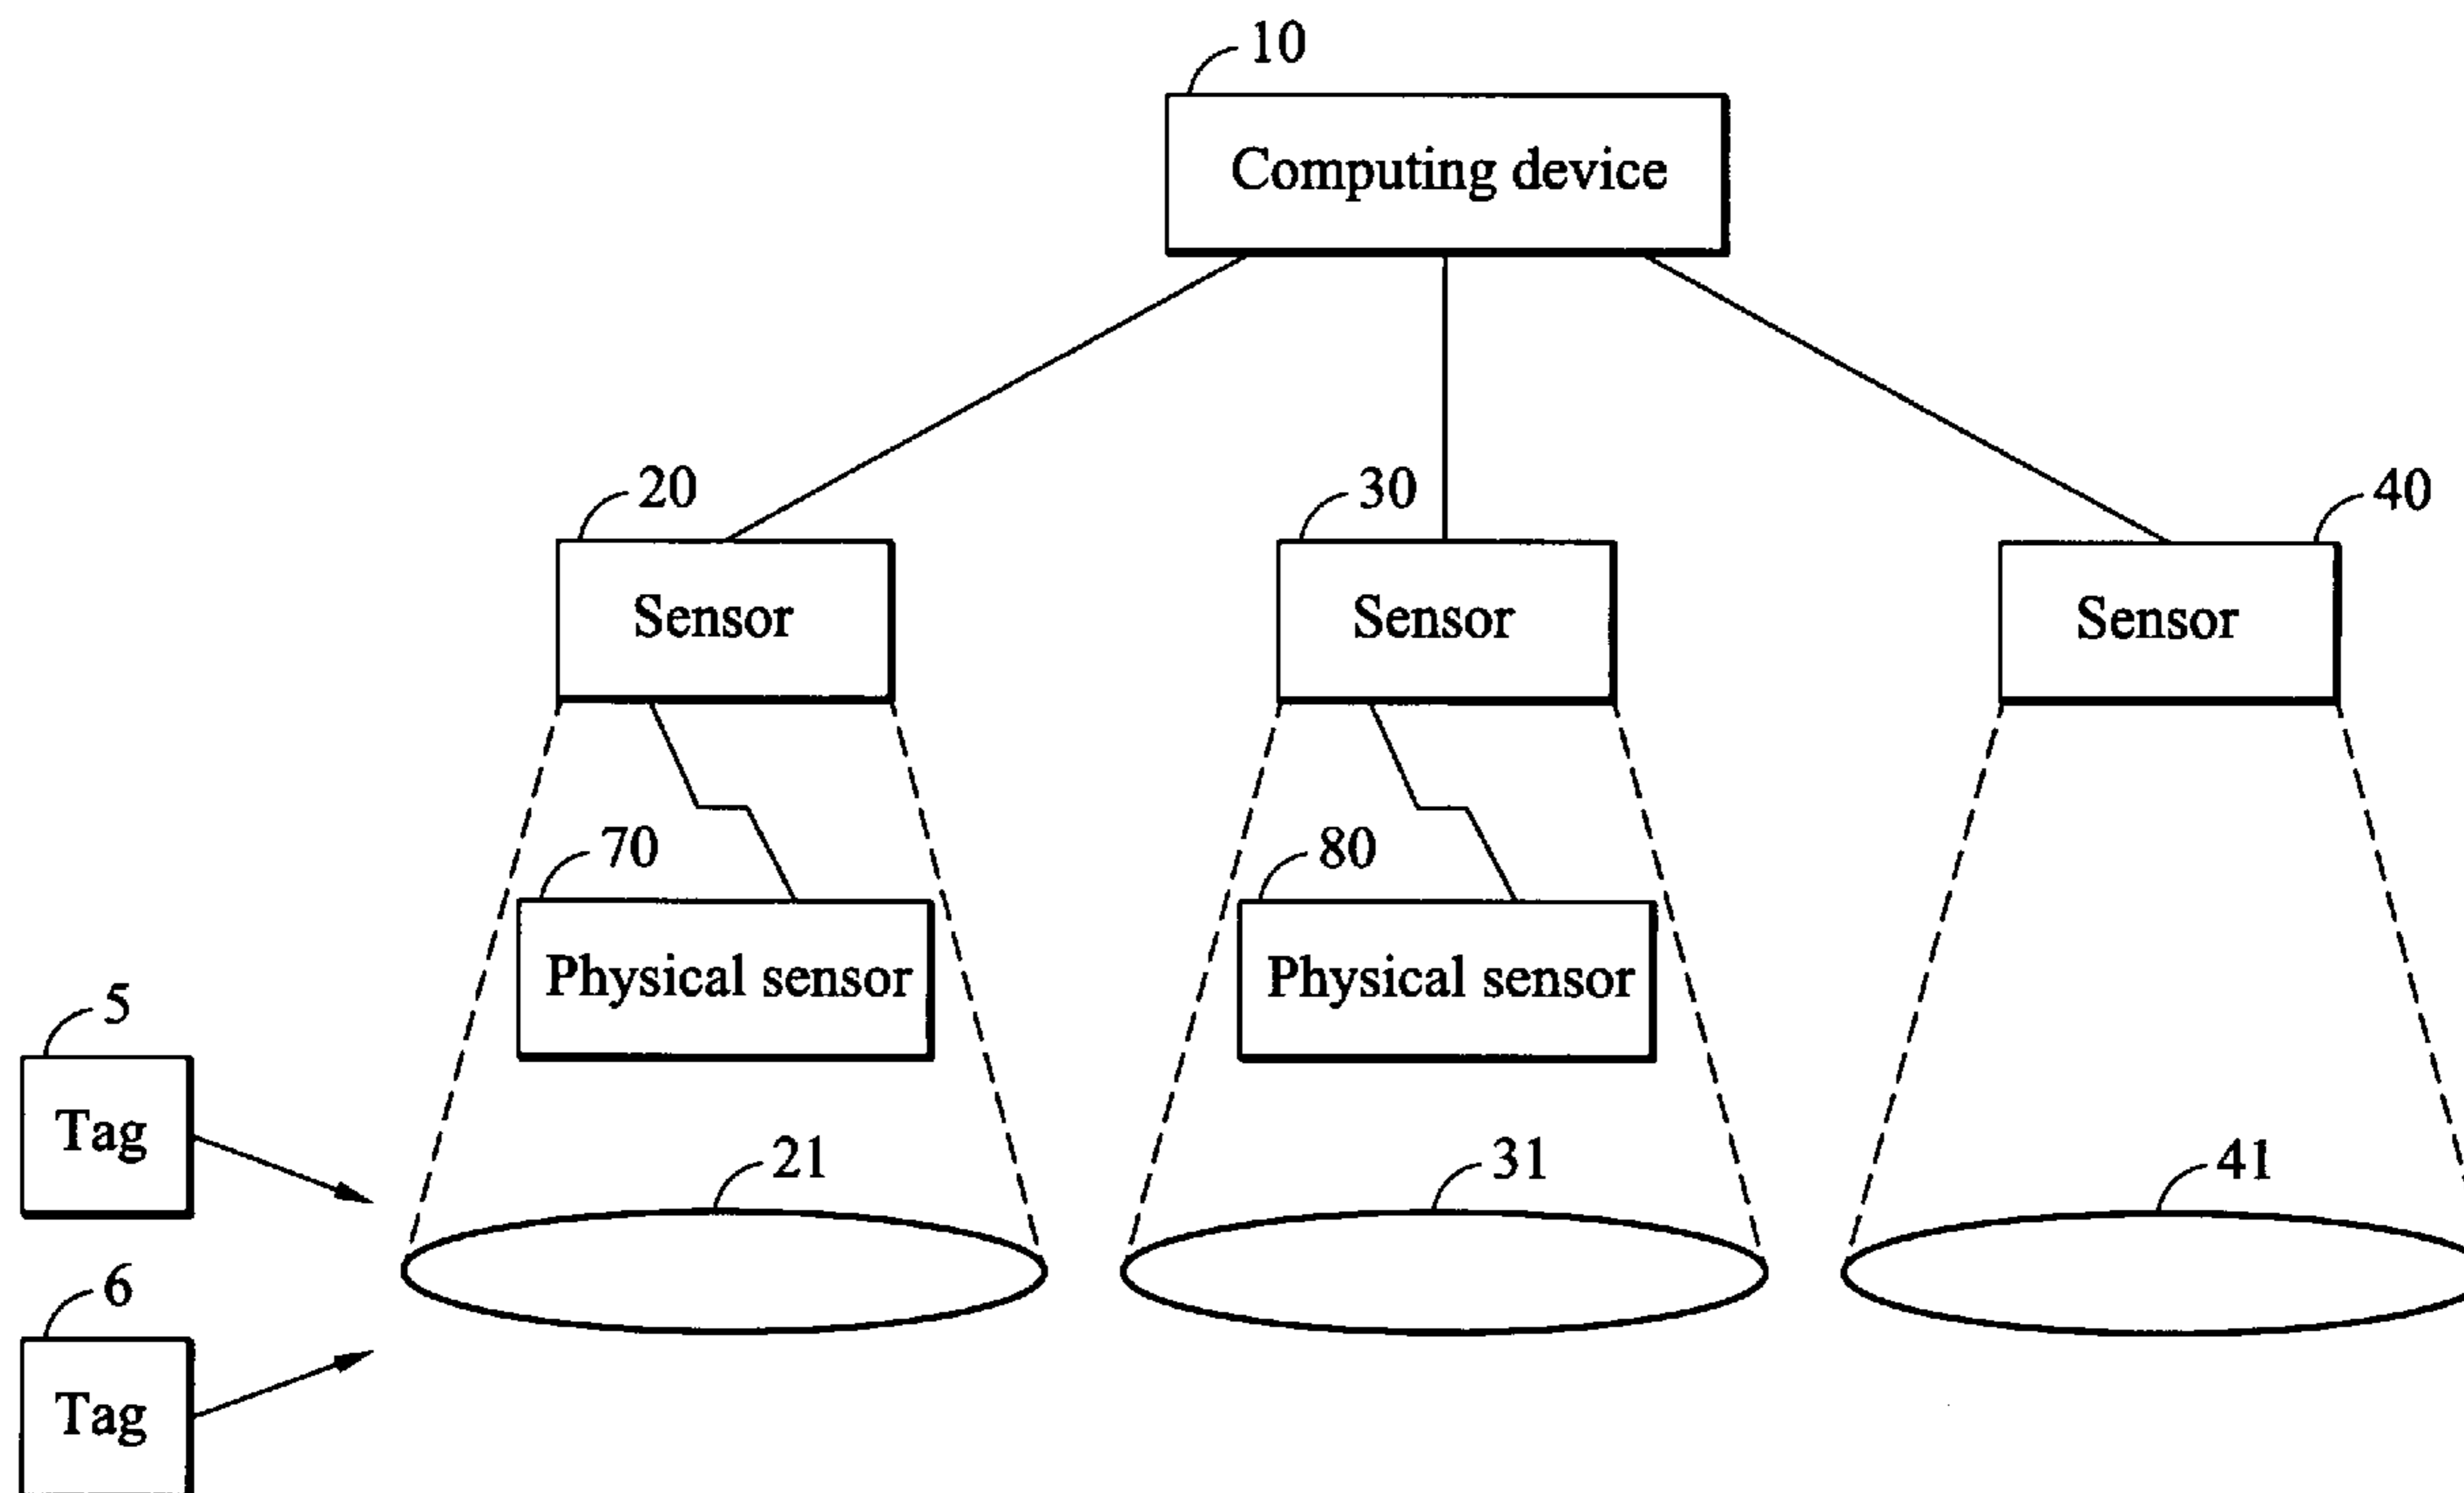 10
Computing device
20
30
40
Sensor
Sensor
Sensor
70
80
Physical sensor
Physical sensor
5
Tag
21
31
41
6
Tag